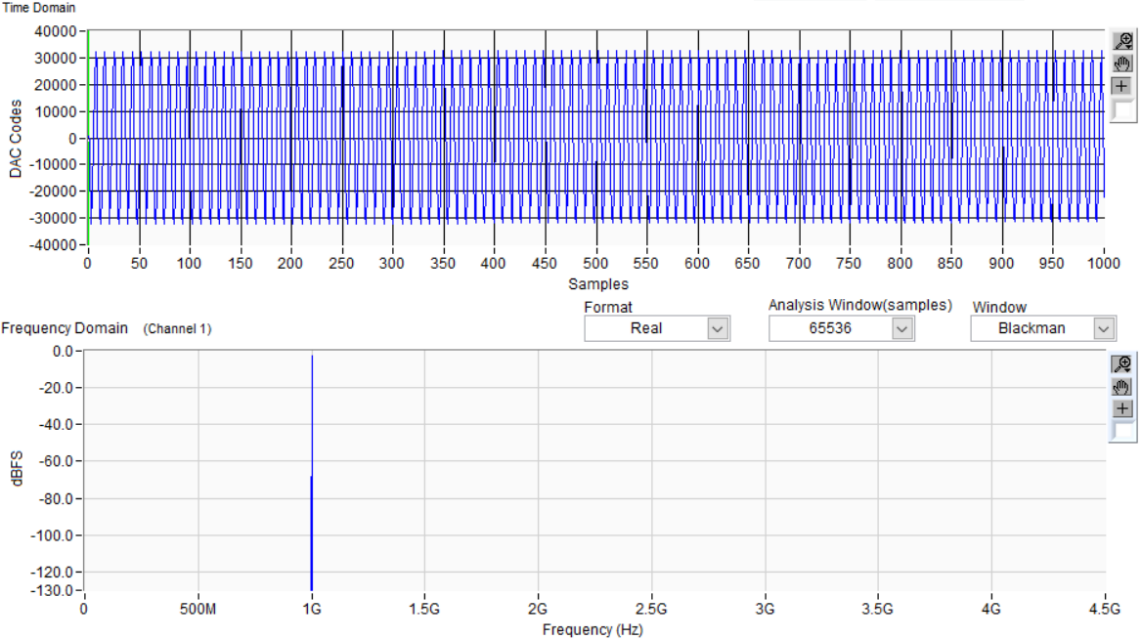 Time Domain
40000
30000
20000
10000
0
-10000
-20000
-30000
-40000
DAC Codes
0 50 100 150 200 250 300 350 400 450 500 550 600 650 700 750 800 850 900 950 1000
Samples
Format Analysis Window(samples) Window
Frequency Domain (Channel 1) Real 65536 Blackman
0.0
-20.0
-40.0
-60.0
-80.0
-100.0
-120.0
-130.0
dBFS
0 500M 1G 1.5G 2G 2.5G 3G 3.5G 4G 4.5G
Frequency (Hz)